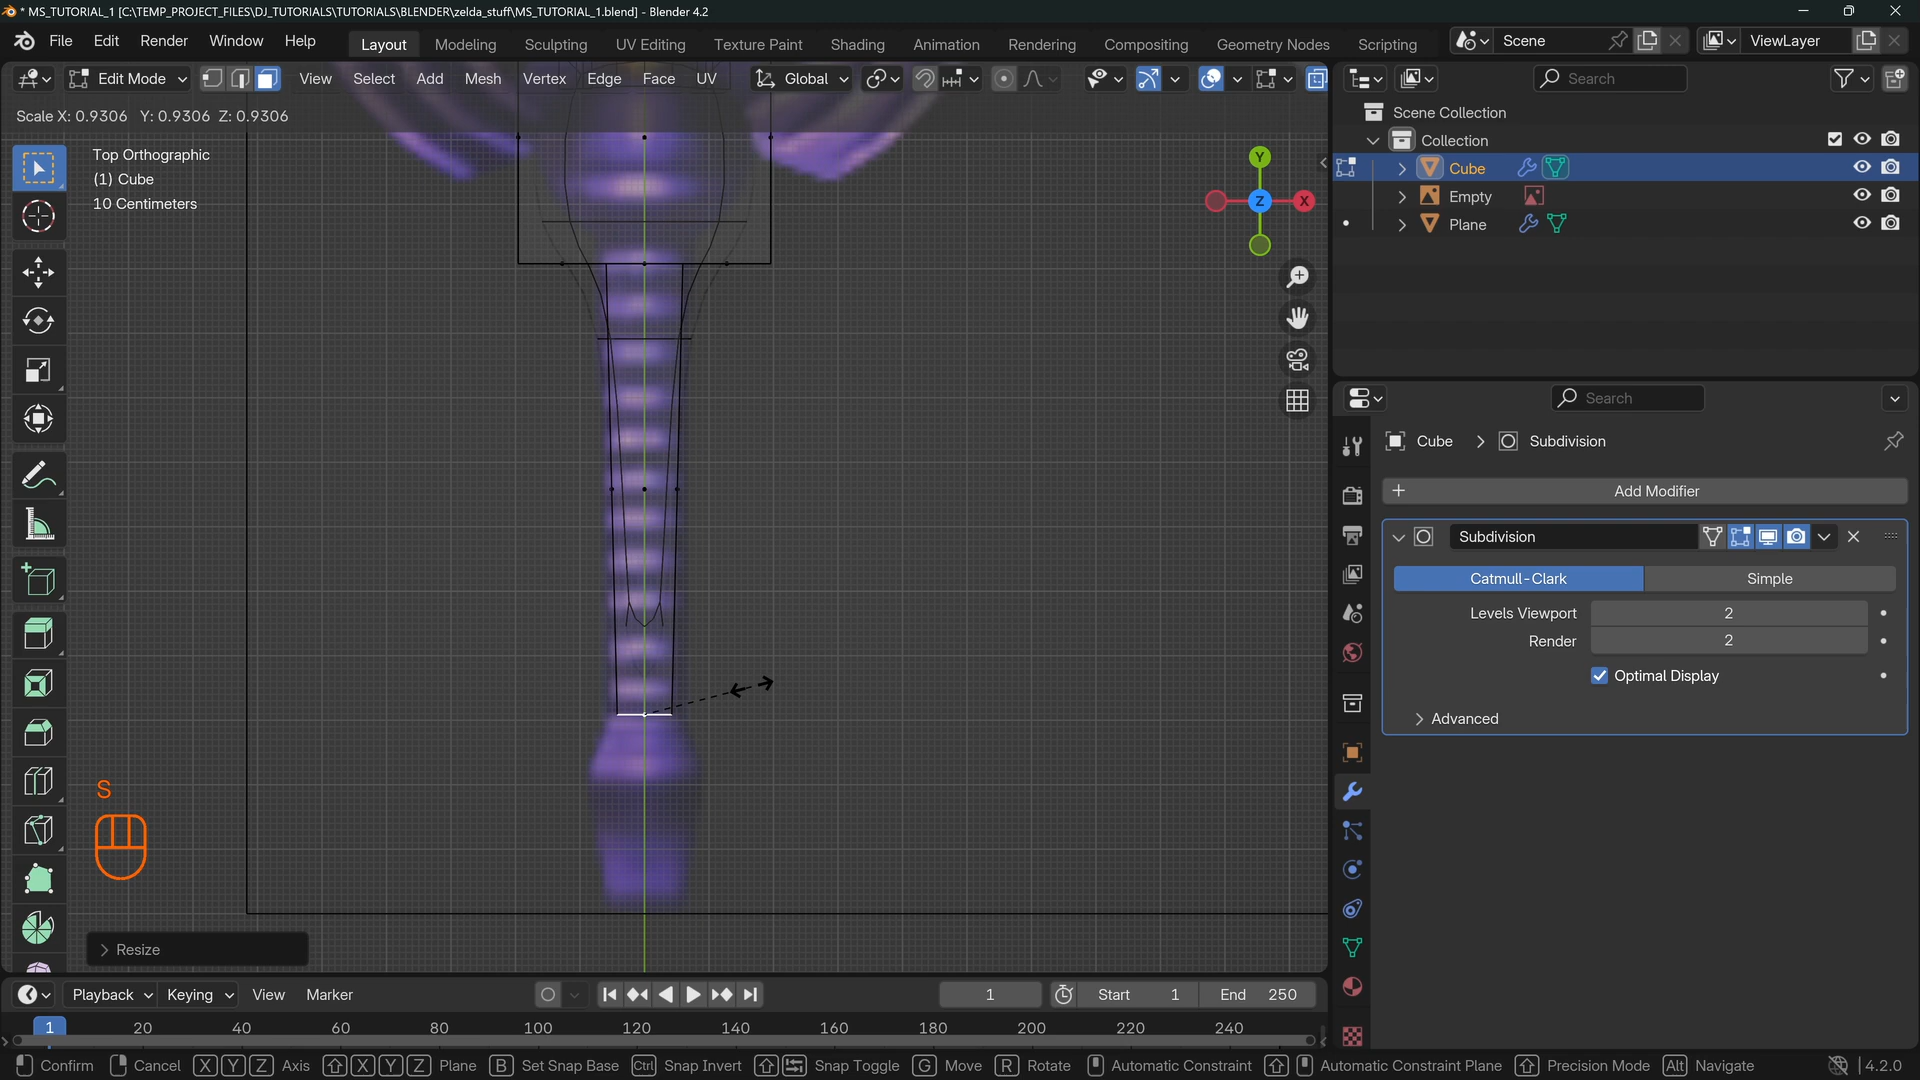 * MS_TUTORIAL_1 [C:\TEMP_PROJECT_FILES\DJ_TUTORIALS\TUTORIALS\BLENDER\zelda_stuff\MS_TUTORIAL_1.blend] - Blender 4.2
File Edit Render Window Help Layout Modeling Sculpting UV Editing Texture Paint Shading Animation Rendering Compositing Geometry Nodes Scripting Scene ViewLayer
Edit Mode View Select Add Mesh Vertex Edge Face UV Global Search
Scale X: 0.9306 Y: 0.9306 Z: 0.9306
Scene Collection
Top Orthographic
(1) Cube
10 Centimeters
Y
X
Z
Collection
Cube
Empty
Plane
Search
Cube Subdivision
Add Modifier
Subdivision
Catmull-Clark Simple
Levels Viewport 2
Render 2
Optimal Display
Advanced
S
Resize
Playback Keying View Marker 1 Start 1 End 250
1 20 40 60 80 100 120 140 160 180 200 220 240
Confirm Cancel X Y Z Axis X Y Z Plane B Set Snap Base Ctrl Snap Invert Snap Toggle G Move R Rotate Automatic Constraint Automatic Constraint Plane Precision Mode Alt Navigate 4.2.0